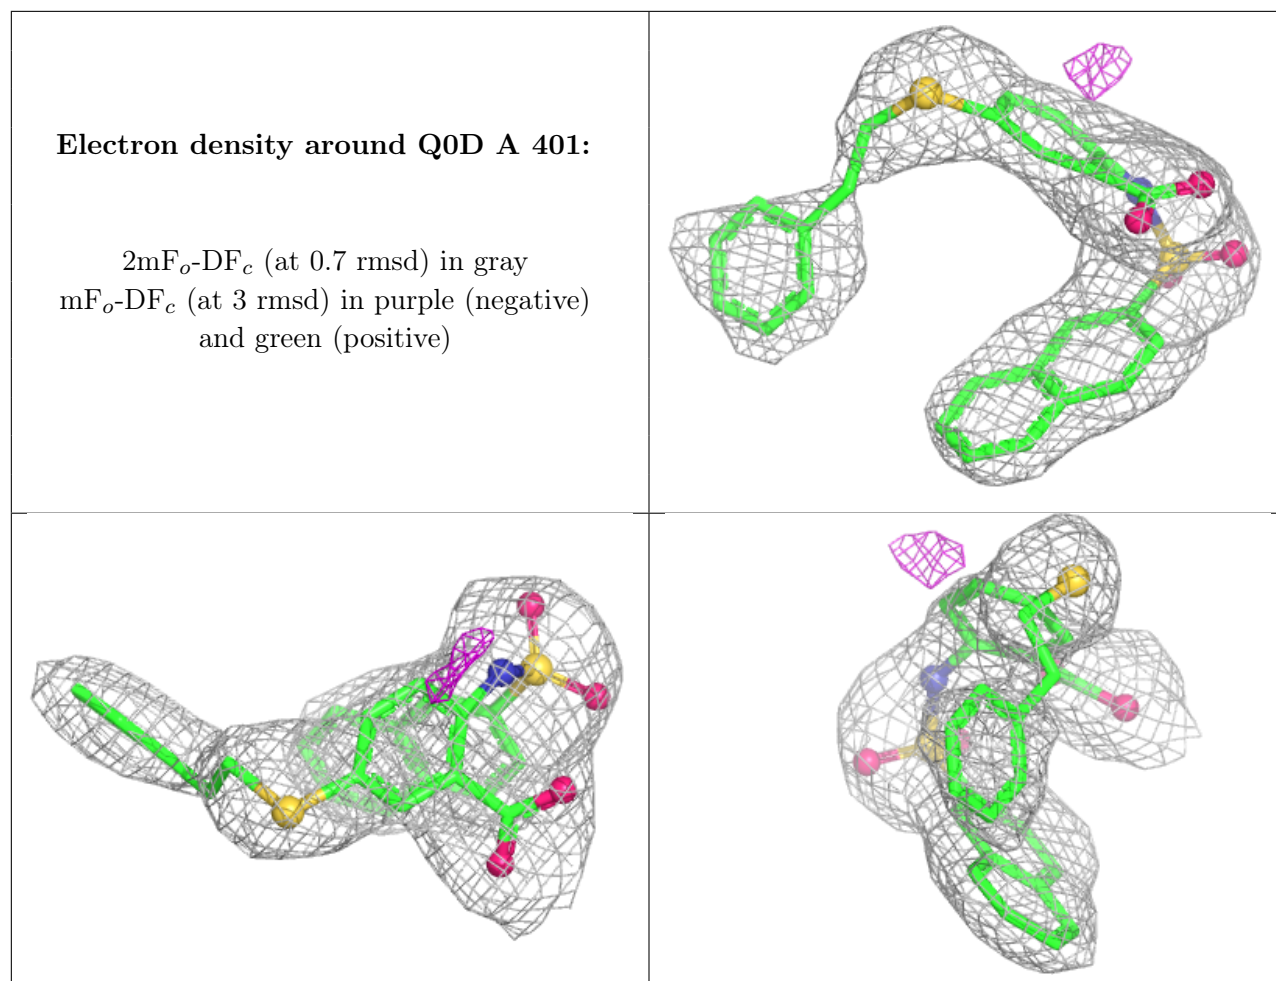 Electron density around Q0D A 401:
2mFo-DFc (at 0.7 rmsd) in gray
mFo-DFc (at 3 rmsd) in purple (negative)
and green (positive)